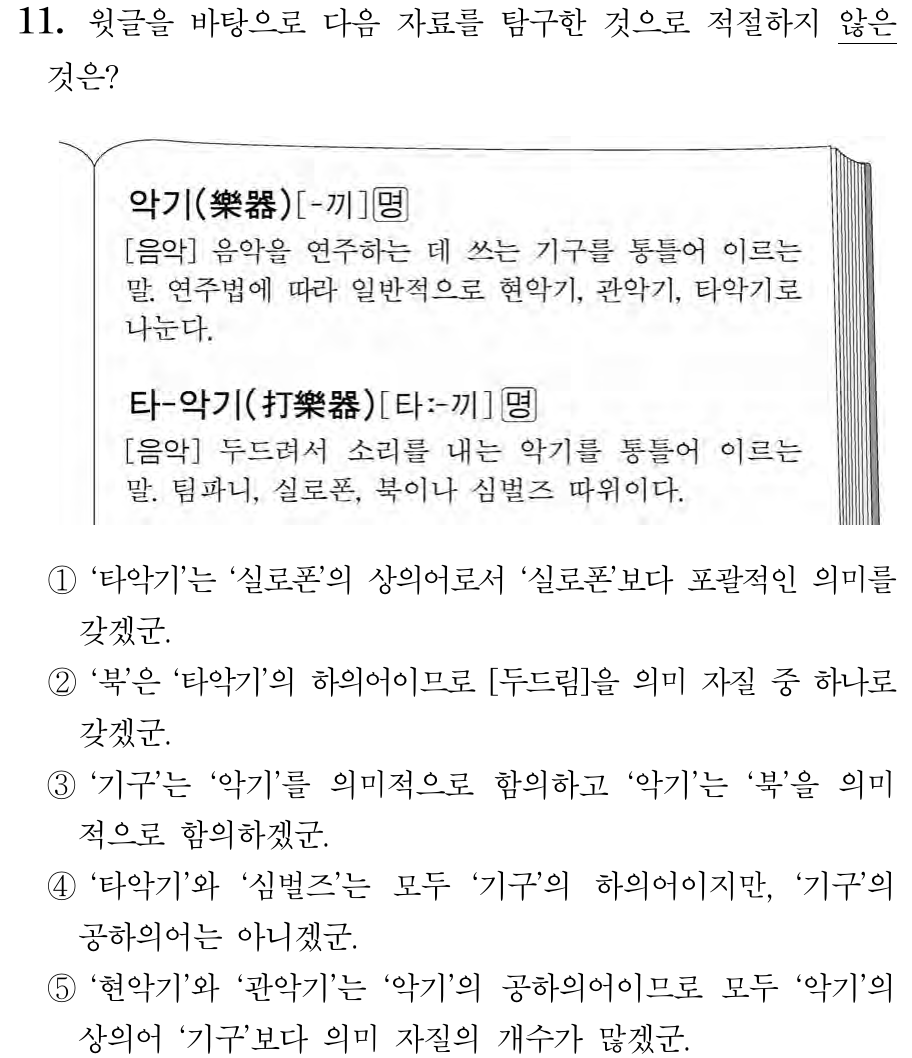 11. 윗글을 바탕으로 다음 자료를 탐구한 것으로 적절하지 않은
것은?
악기(樂器)[-끼]명
[음악] 음악을 연주하는 데 쓰는 기구를 통틀어 이르는
말. 연주법에 따라 일반적으로 현악기, 관악기, 타악기로
나눈다.
타-악기(打樂器)[타ː-끼]명
[음악] 두드려서 소리를 내는 악기를 통틀어 이르는
말. 팀파니, 실로폰, 북이나 심벌즈 따위이다.
① ‘타악기’는 ‘실로폰’의 상의어로서 ‘실로폰’보다 포괄적인 의미를
갖겠군.
② ‘북’은 ‘타악기’의 하의어이므로 [두드림]을 의미 자질 중 하나로
갖겠군.
③ ‘기구’는 ‘악기’를 의미적으로 함의하고 ‘악기’는 ‘북’을 의미
적으로 함의하겠군.
④ ‘타악기’와 ‘심벌즈’는 모두 ‘기구’의 하의어이지만, ‘기구’의
공하의어는 아니겠군.
⑤ ‘현악기’와 ‘관악기’는 ‘악기’의 공하의어이므로 모두 ‘악기’의
상의어 ‘기구’보다 의미 자질의 개수가 많겠군.